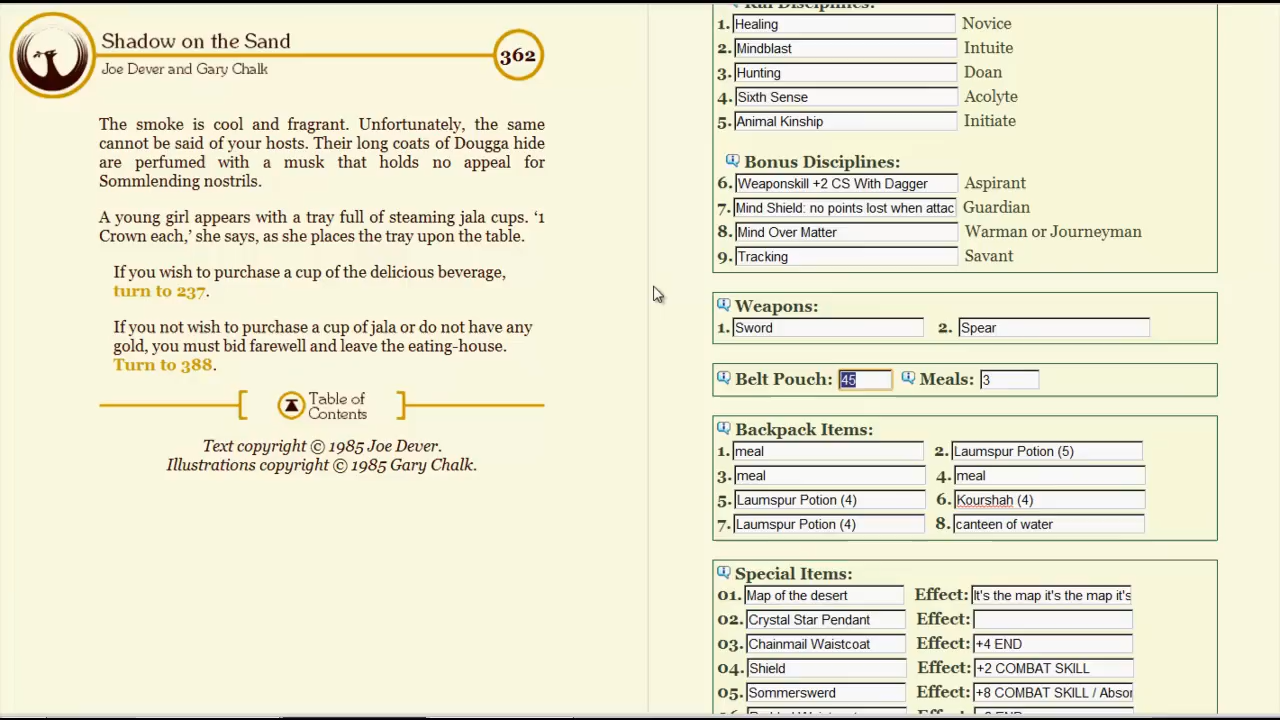 Shadow on the Sand
Joe Dever and Gary Chalk
362
The smoke is cool and fragrant. Unfortunately, the same
cannot be said of your hosts. Their long coats of Dougga hide
are perfumed with a musk that holds no appeal for
Sommlending nostrils.
A young girl appears with a tray full of steaming jala cups. ‘1
Crown each,’ she says, as she places the tray upon the table.
If you wish to purchase a cup of the delicious beverage,
turn to 237.
If you not wish to purchase a cup of jala or do not have any
gold, you must bid farewell and leave the eating-house.
Turn to 388.
Table of
Contents
Text copyright © 1985 Joe Dever.
Illustrations copyright © 1985 Gary Chalk.
Kai Disciplines:
1. Healing Novice
2. Mindblast Intuite
3. Hunting Doan
4. Sixth Sense Acolyte
5. Animal Kinship Initiate
Bonus Disciplines:
6. Weaponskill +2 CS With Dagger Aspirant
7. Mind Shield: no points lost when attac Guardian
8. Mind Over Matter Warman or Journeyman
9. Tracking Savant
Weapons:
1. Sword 2. Spear
Belt Pouch: 45 Meals: 3
Backpack Items:
1. meal 2. Laumspur Potion (5)
3. meal 4. meal
5. Laumspur Potion (4) 6. Kourshah (4)
7. Laumspur Potion (4) 8. canteen of water
Special Items:
01. Map of the desert Effect: It's the map it's the map it's
02. Crystal Star Pendant Effect:
03. Chainmail Waistcoat Effect: +4 END
04. Shield Effect: +2 COMBAT SKILL
05. Sommerswerd Effect: +8 COMBAT SKILL / Absor